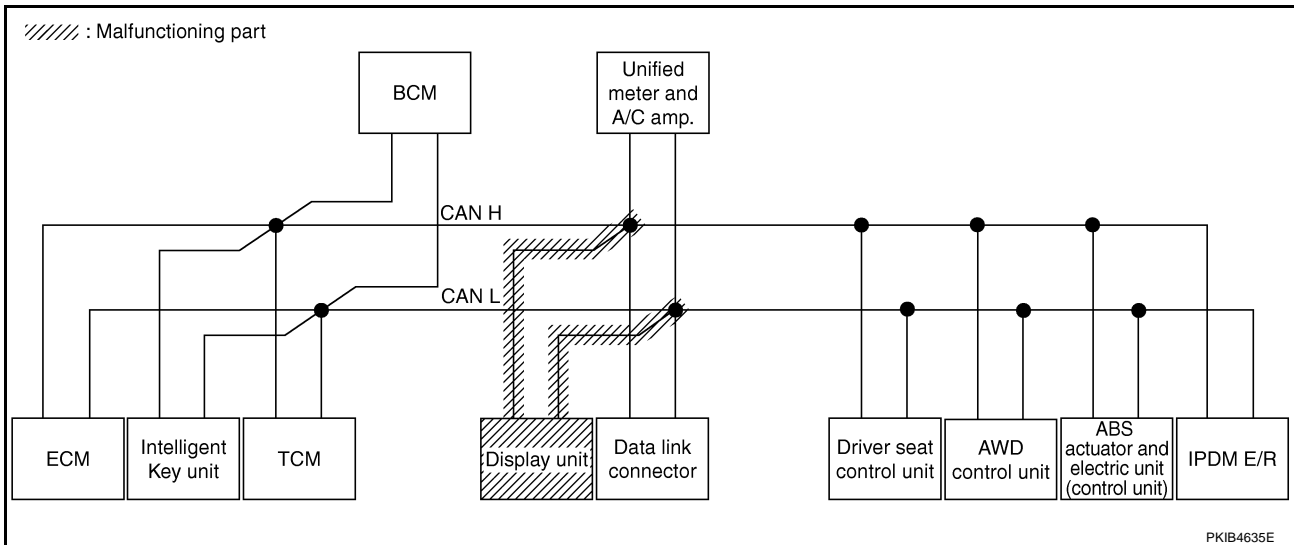 : Malfunctioning part
BCM
Unified
meter and
A/C amp.
CAN H
CAN L
ECM
Intelligent
Key unit
TCM
Display unit
Data link
connector
Driver seat
control unit
AWD
control unit
ABS
actuator and
electric unit
(control unit)
IPDM E/R
PKIB4635E